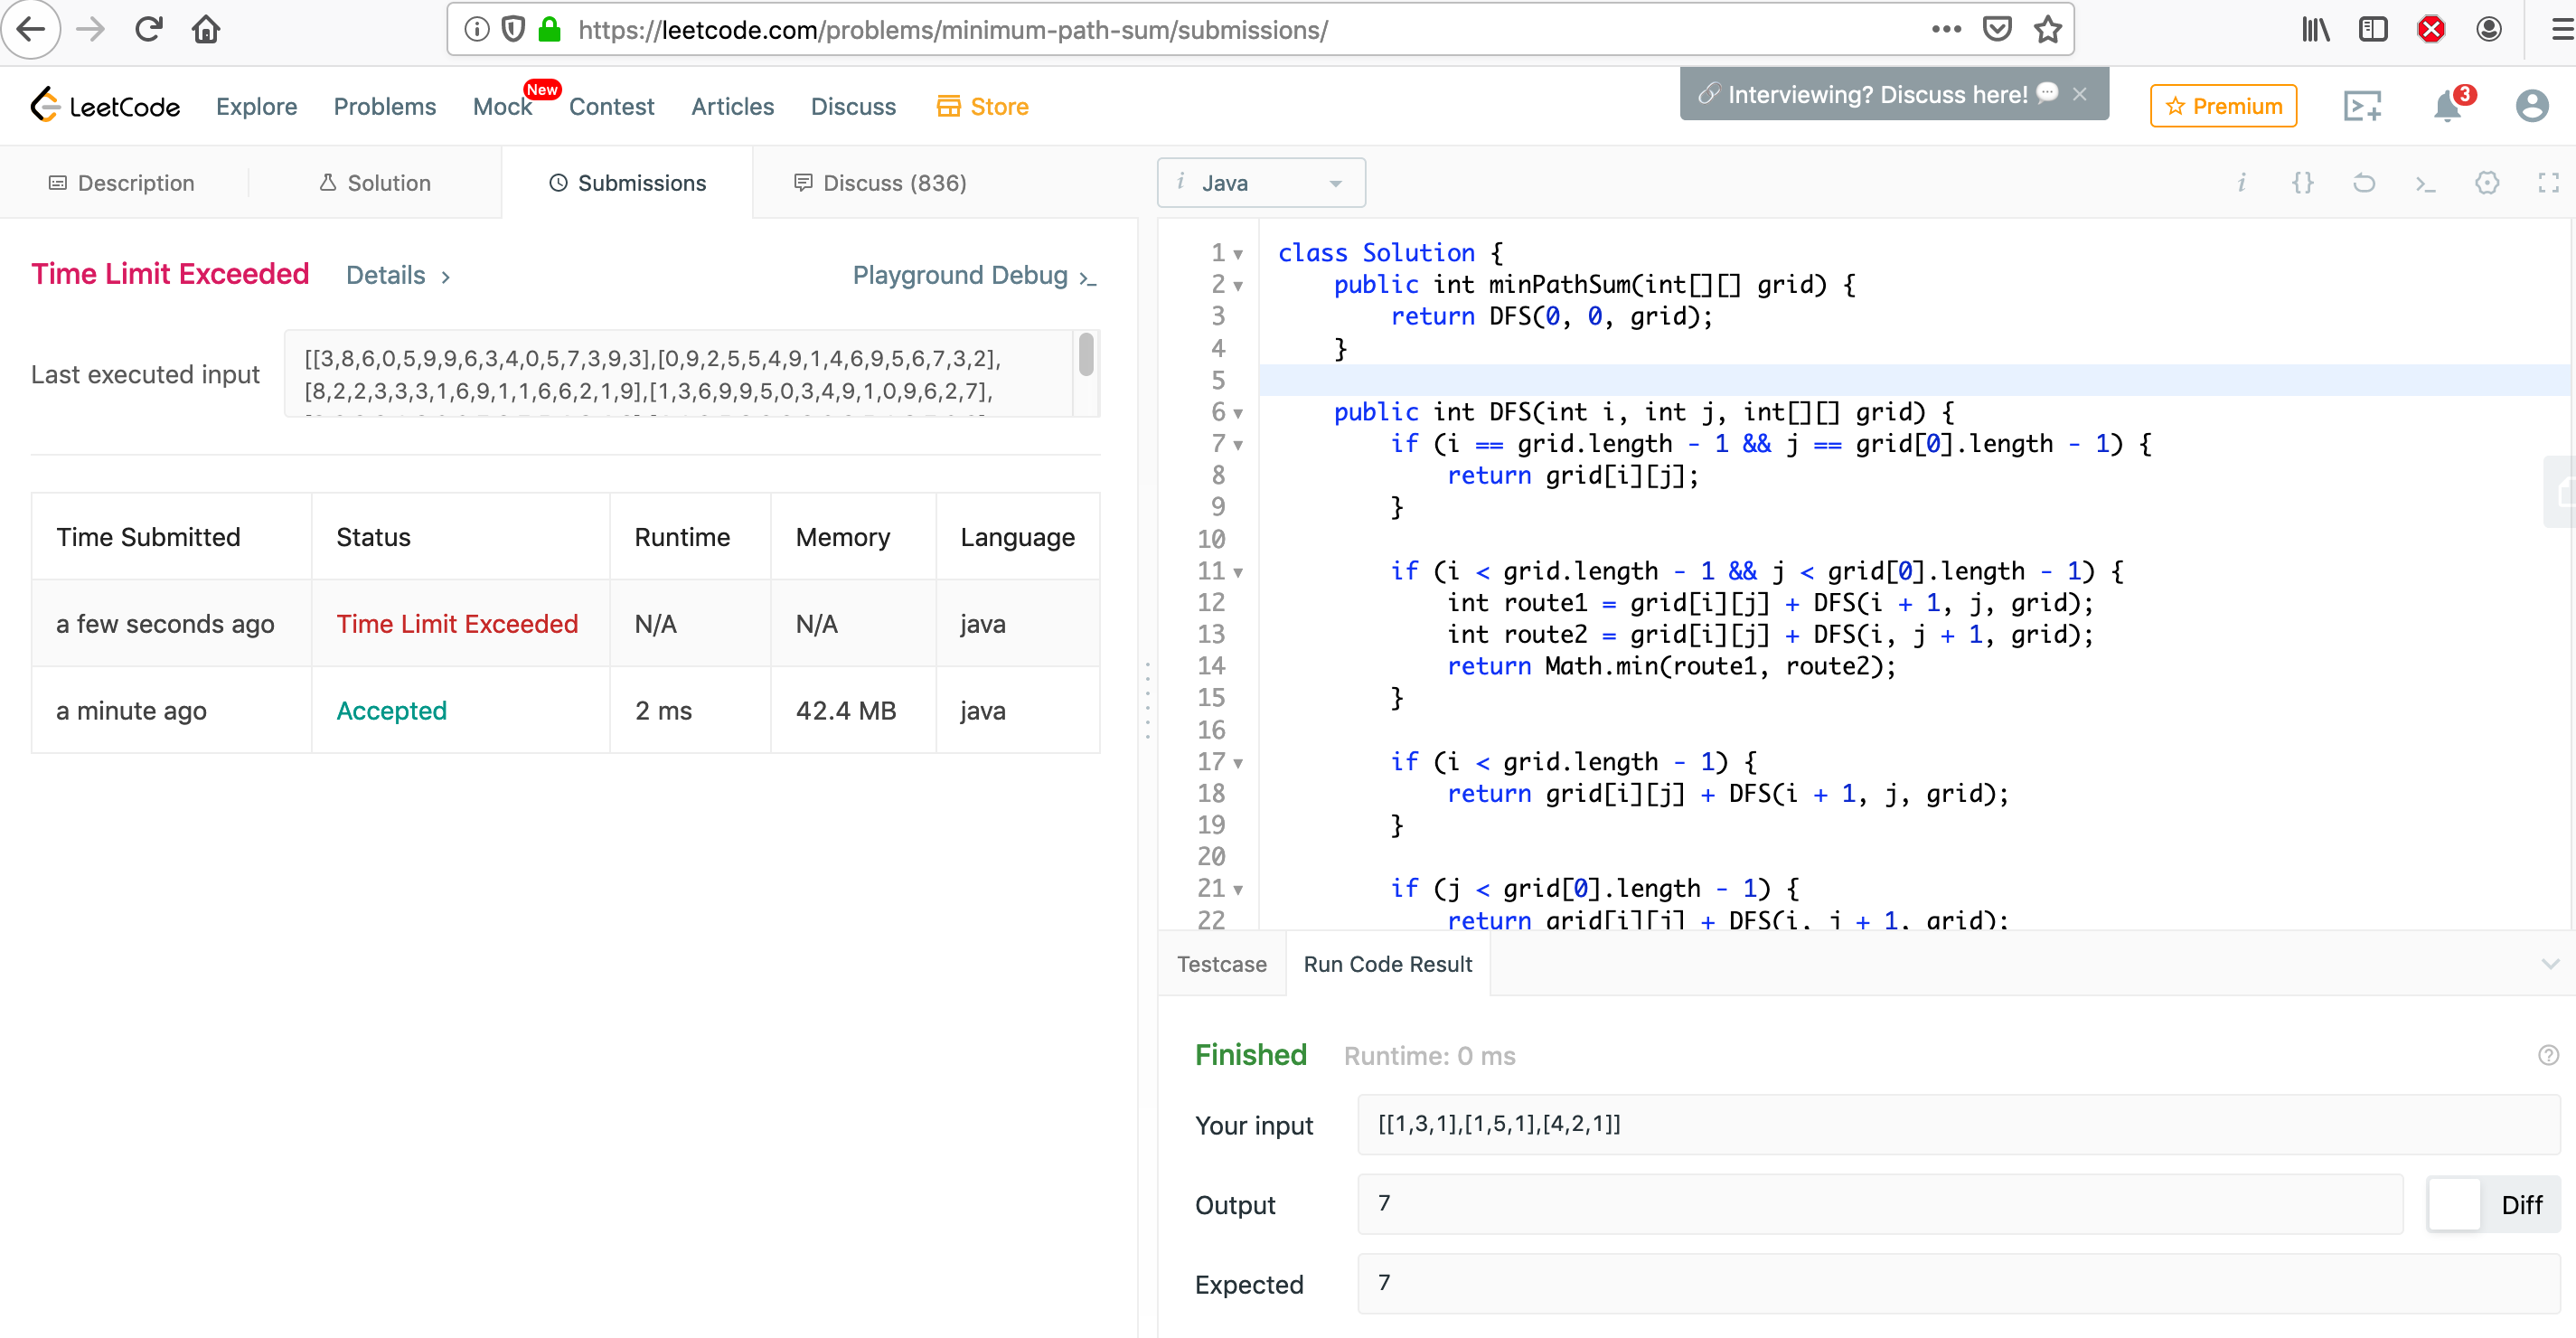 https://leetcode.com/problems/minimum-path-sum/submissions/
LeetCode
Explore
Problems
Mock
New
Contest
Articles
Discuss
Store
Interviewing? Discuss here!
Premium
3
Description
Solution
Submissions
Discuss (836)
i Java
Time Limit Exceeded
Details >
Playground Debug >_
Last executed input
[[3,8,6,0,5,9,9,6,3,4,0,5,7,3,9,3],[0,9,2,5,5,4,9,1,4,6,9,5,6,7,3,2],
[8,2,2,3,3,3,1,6,9,1,1,6,6,2,1,9],[1,3,6,9,9,5,0,3,4,9,1,0,9,6,2,7],
Time Submitted Status Runtime Memory Language
a few seconds ago Time Limit Exceeded N/A N/A java
a minute ago Accepted 2 ms 42.4 MB java
1 class Solution {
2 public int minPathSum(int[][] grid) {
3 return DFS(0, 0, grid);
4 }
5
6 public int DFS(int i, int j, int[][] grid) {
7 if (i == grid.length - 1 && j == grid[0].length - 1) {
8 return grid[i][j];
9 }
10
11 if (i < grid.length - 1 && j < grid[0].length - 1) {
12 int route1 = grid[i][j] + DFS(i + 1, j, grid);
13 int route2 = grid[i][j] + DFS(i, j + 1, grid);
14 return Math.min(route1, route2);
15 }
16
17 if (i < grid.length - 1) {
18 return grid[i][j] + DFS(i + 1, j, grid);
19 }
20
21 if (j < grid[0].length - 1) {
22 return grid[i][j] + DFS(i, j + 1, grid);
Testcase
Run Code Result
Finished
Runtime: 0 ms
Your input
[[1,3,1],[1,5,1],[4,2,1]]
Output
7
Diff
Expected
7